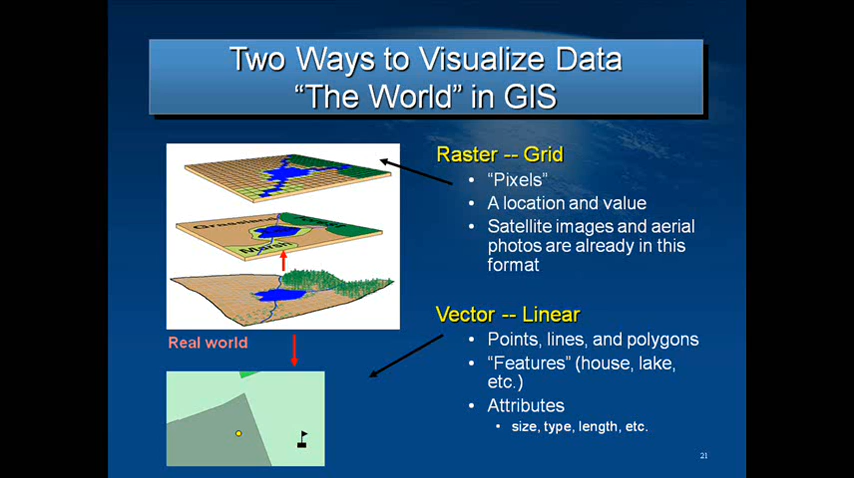 Two Ways to Visualize Data
“The World” in GIS
Raster -- Grid
• “Pixels”
• A location and value
• Satellite images and aerial
photos are already in this
format
Grassland
Marsh
Real world
Vector -- Linear
• Points, lines, and polygons
• “Features” (house, lake,
etc.)
• Attributes
• size, type, length, etc.
21